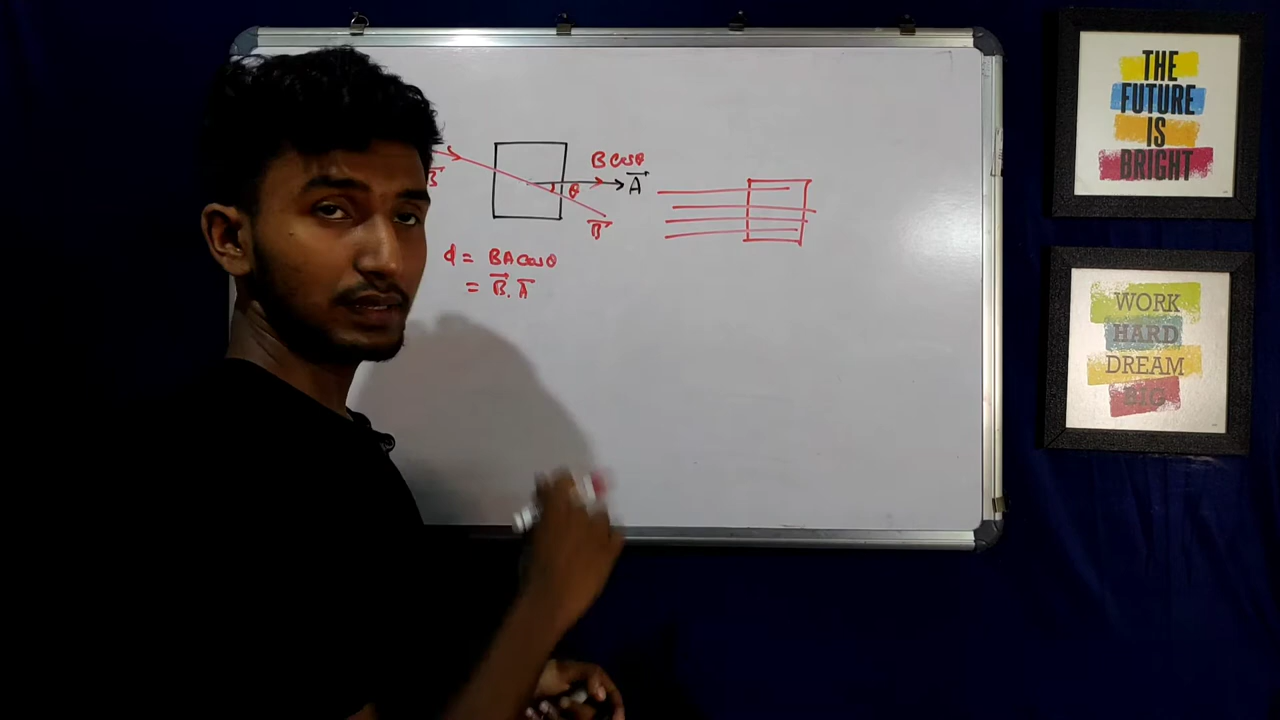 B⃗
B cosθ
A⃗
θ
B⃗
ϕ = BA cosθ
= B⃗. A⃗
THE
FUTURE
IS
BRIGHT
WORK
HARD
DREAM
BIG